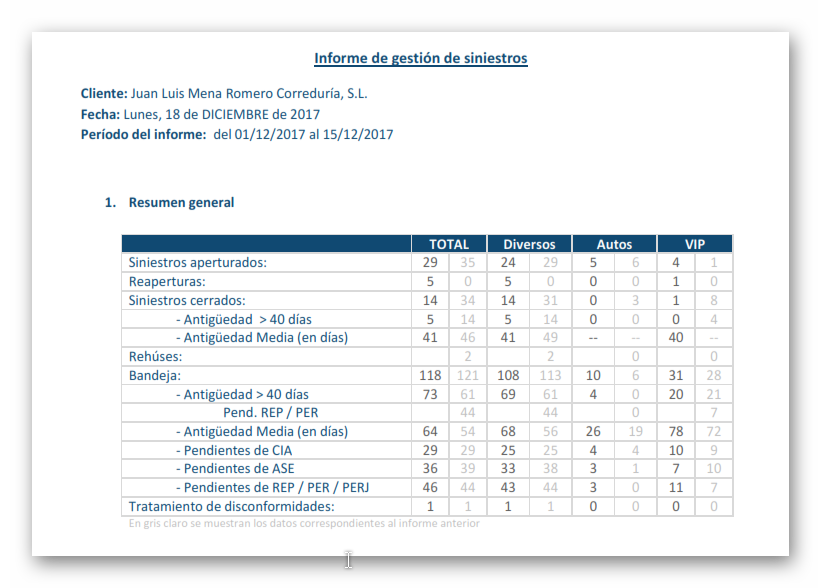 Informe de gestión de siniestros
Cliente: Juan Luis Mena Romero Correduría, S.L.
Fecha: Lunes, 18 de DICIEMBRE de 2017
Período del informe: del 01/12/2017 al 15/12/2017
1. Resumen general
TOTAL Diversos Autos VIP
Siniestros aperturados: 29 35 24 29 5 6 4 1
Reaperturas: 5 0 5 0 0 0 1 0
Siniestros cerrados: 14 34 14 31 0 3 1 8
- Antigüedad > 40 días 5 14 5 14 0 0 0 4
- Antigüedad Media (en días) 41 46 41 49 -- -- 40 --
Rehúses: 2 2 0 0
Bandeja: 118 121 108 113 10 6 31 28
- Antigüedad > 40 días 73 61 69 61 4 0 20 21
Pend. REP / PER 44 44 0 7
- Antigüedad Media (en días) 64 54 68 56 26 19 78 72
- Pendientes de CIA 29 29 25 25 4 4 10 9
- Pendientes de ASE 36 39 33 38 3 1 7 10
- Pendientes de REP / PER / PERJ 46 44 43 44 3 0 11 7
Tratamiento de disconformidades: 1 1 1 1 0 0 0 0
En gris claro se muestran los datos correspondientes al informe anterior